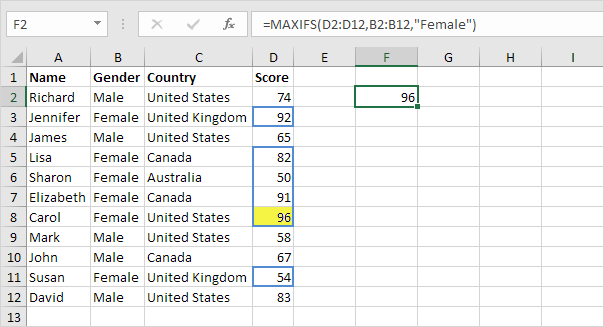 F2 fx =MAXIFS(D2:D12,B2:B12,"Female")
A B C D E F G H I
1 Name Gender Country Score
2 Richard Male United States 74 96
3 Jennifer Female United Kingdom 92
4 James Male United States 65
5 Lisa Female Canada 82
6 Sharon Female Australia 50
7 Elizabeth Female Canada 91
8 Carol Female United States 96
9 Mark Male United States 58
10 John Male Canada 67
11 Susan Female United Kingdom 54
12 David Male United States 83
13